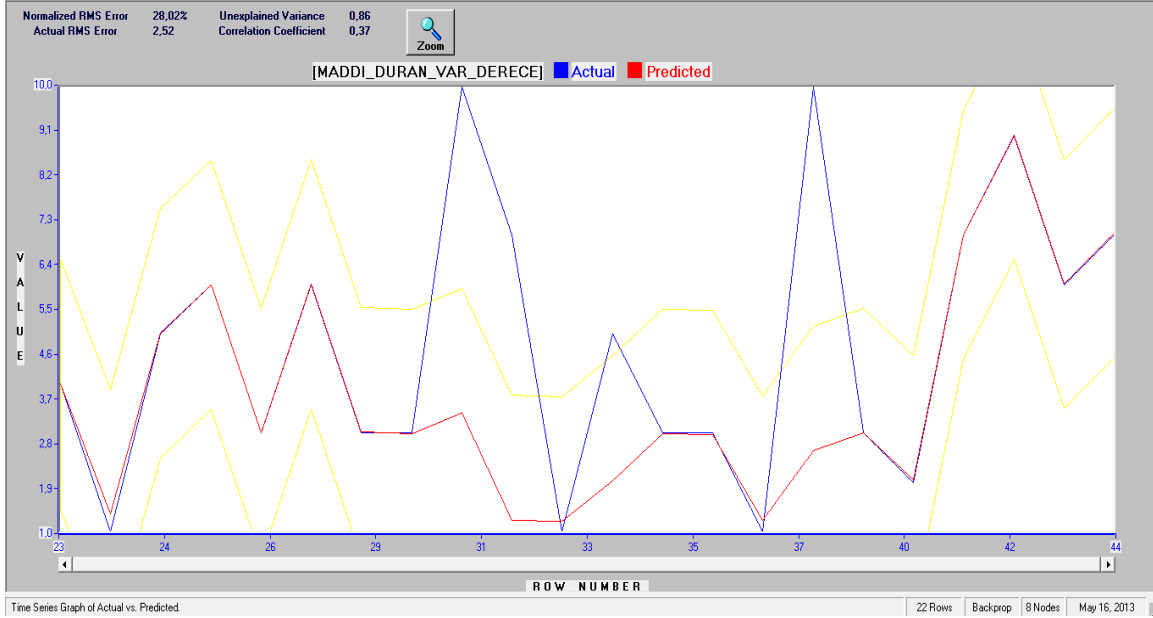 Normalized RMS Error 28,02% Unexplained Variance 0,86
Actual RMS Error 2,52 Correlation Coefficient 0,37
Zoom
[MADDI_DURAN_VAR_DERECE] Actual Predicted
10,0
9,1
8,2
7,3
6,4
5,5
4,6
3,7
2,8
1,9
1,0
VALUE
23 24 26 29 31 33 35 37 40 42 44
ROW NUMBER
Time Series Graph of Actual vs. Predicted. 22 Rows Backprop 8 Nodes May 16, 2013